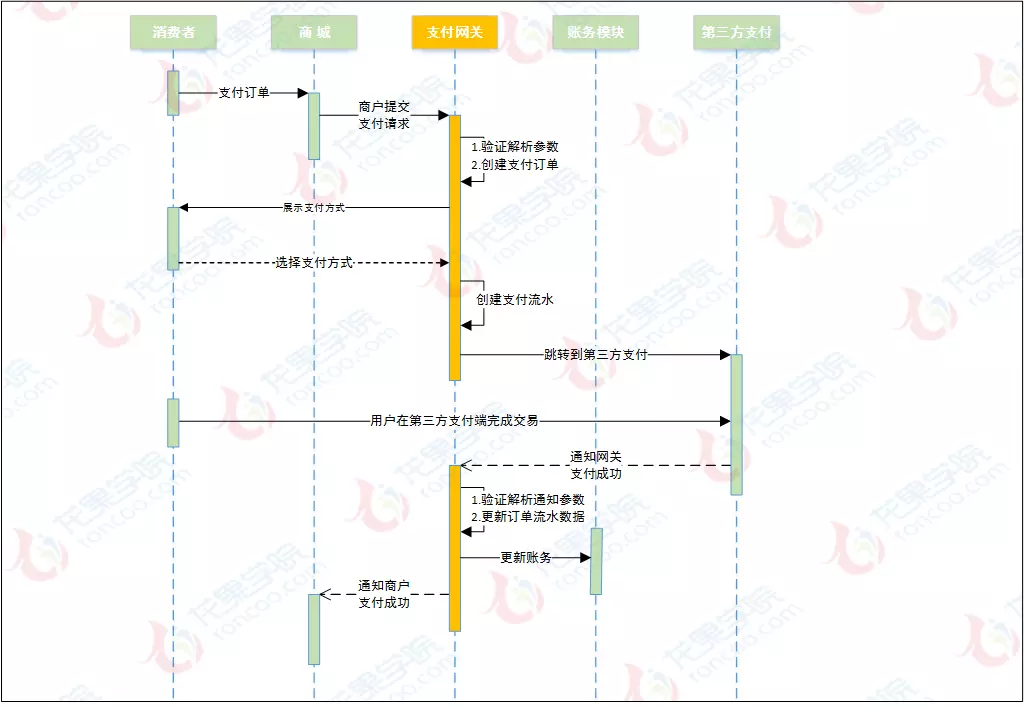 消费者
商 城
支付网关
账务模块
第三方支付
支付订单
商户提交
支付请求
1.验证解析参数
2.创建支付订单
展示支付方式
选择支付方式
创建支付流水
跳转到第三方支付
用户在第三方支付端完成交易
通知网关
支付成功
1.验证解析通知参数
2.更新订单流水数据
更新账务
通知商户
支付成功
龙果学院
roncoo.com